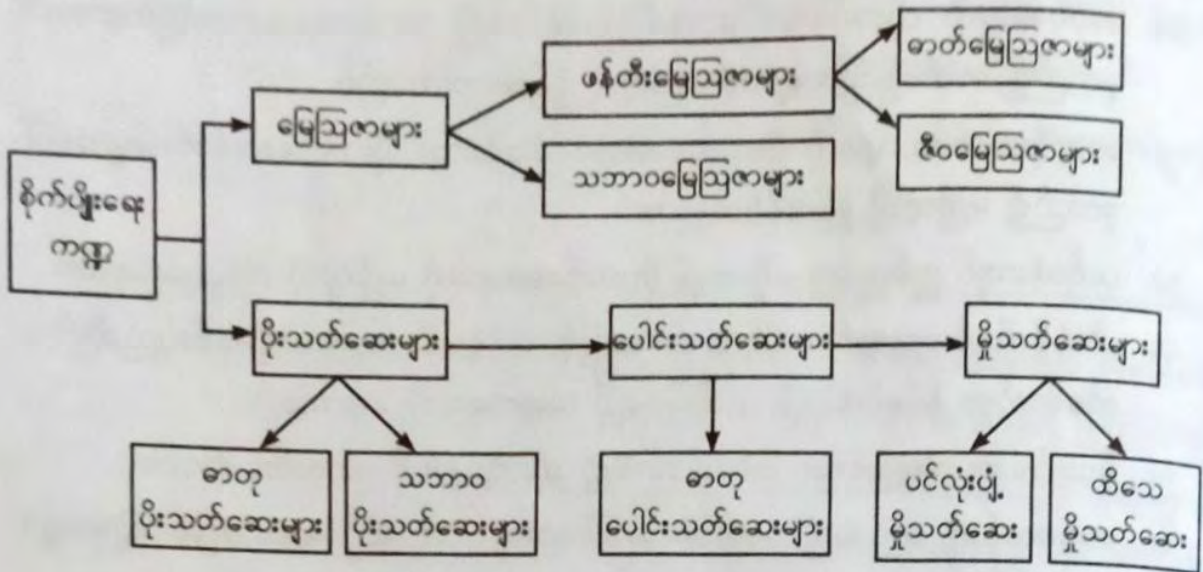 ဓာတ်မြေဩဇာများ
ဖန်တီးမြေဩဇာများ
မြေဩဇာများ
ဇီဝမြေဩဇာများ
သဘာဝမြေဩဇာများ
စိုက်ပျိုးရေး
ကဏ္ဍ
ပိုးသတ်ဆေးများ
ပေါင်းသတ်ဆေးများ
မှိုသတ်ဆေးများ
ဓာတု
ပိုးသတ်ဆေးများ
သဘာဝ
ပိုးသတ်ဆေးများ
ဓာတု
ပေါင်းသတ်ဆေးများ
ပင်လုံးပျံ့
မှိုသတ်ဆေး
ထိသေ
မှိုသတ်ဆေး